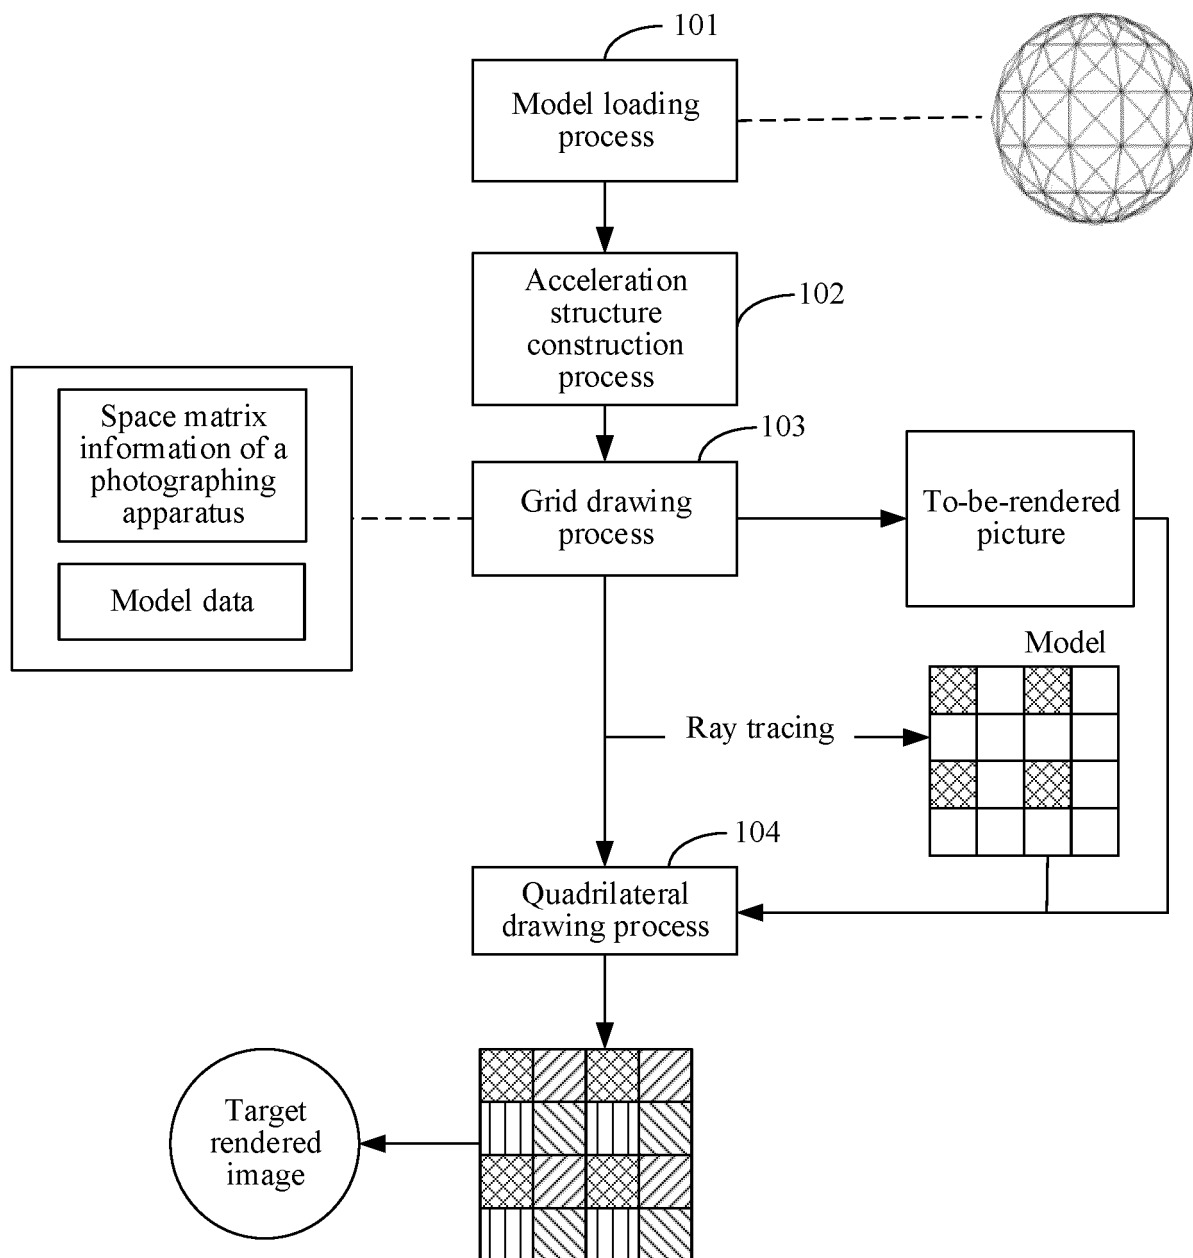 101
Model loading
process
Acceleration
structure
construction
process
102
103
Space matrix
information of a
photographing
apparatus
Model data
Grid drawing
process
To-be-rendered
picture
Model
Ray tracing
104
Quadrilateral
drawing process
Target
rendered
image